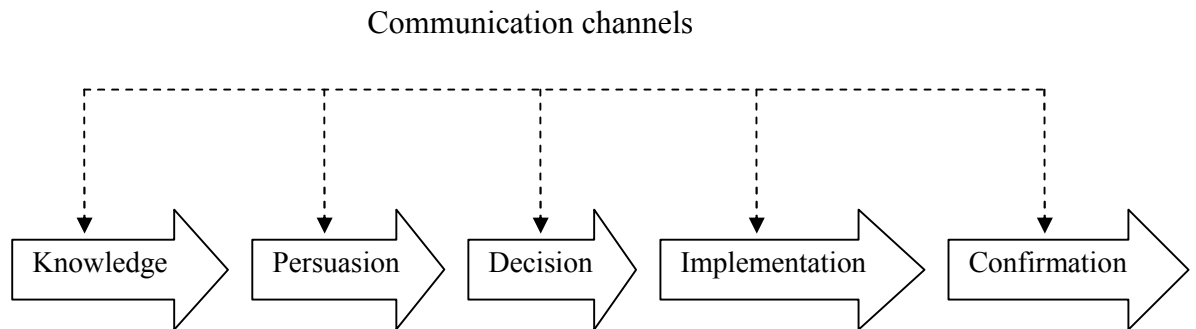 Communication channels
Knowledge Persuasion Decision Implementation Confirmation